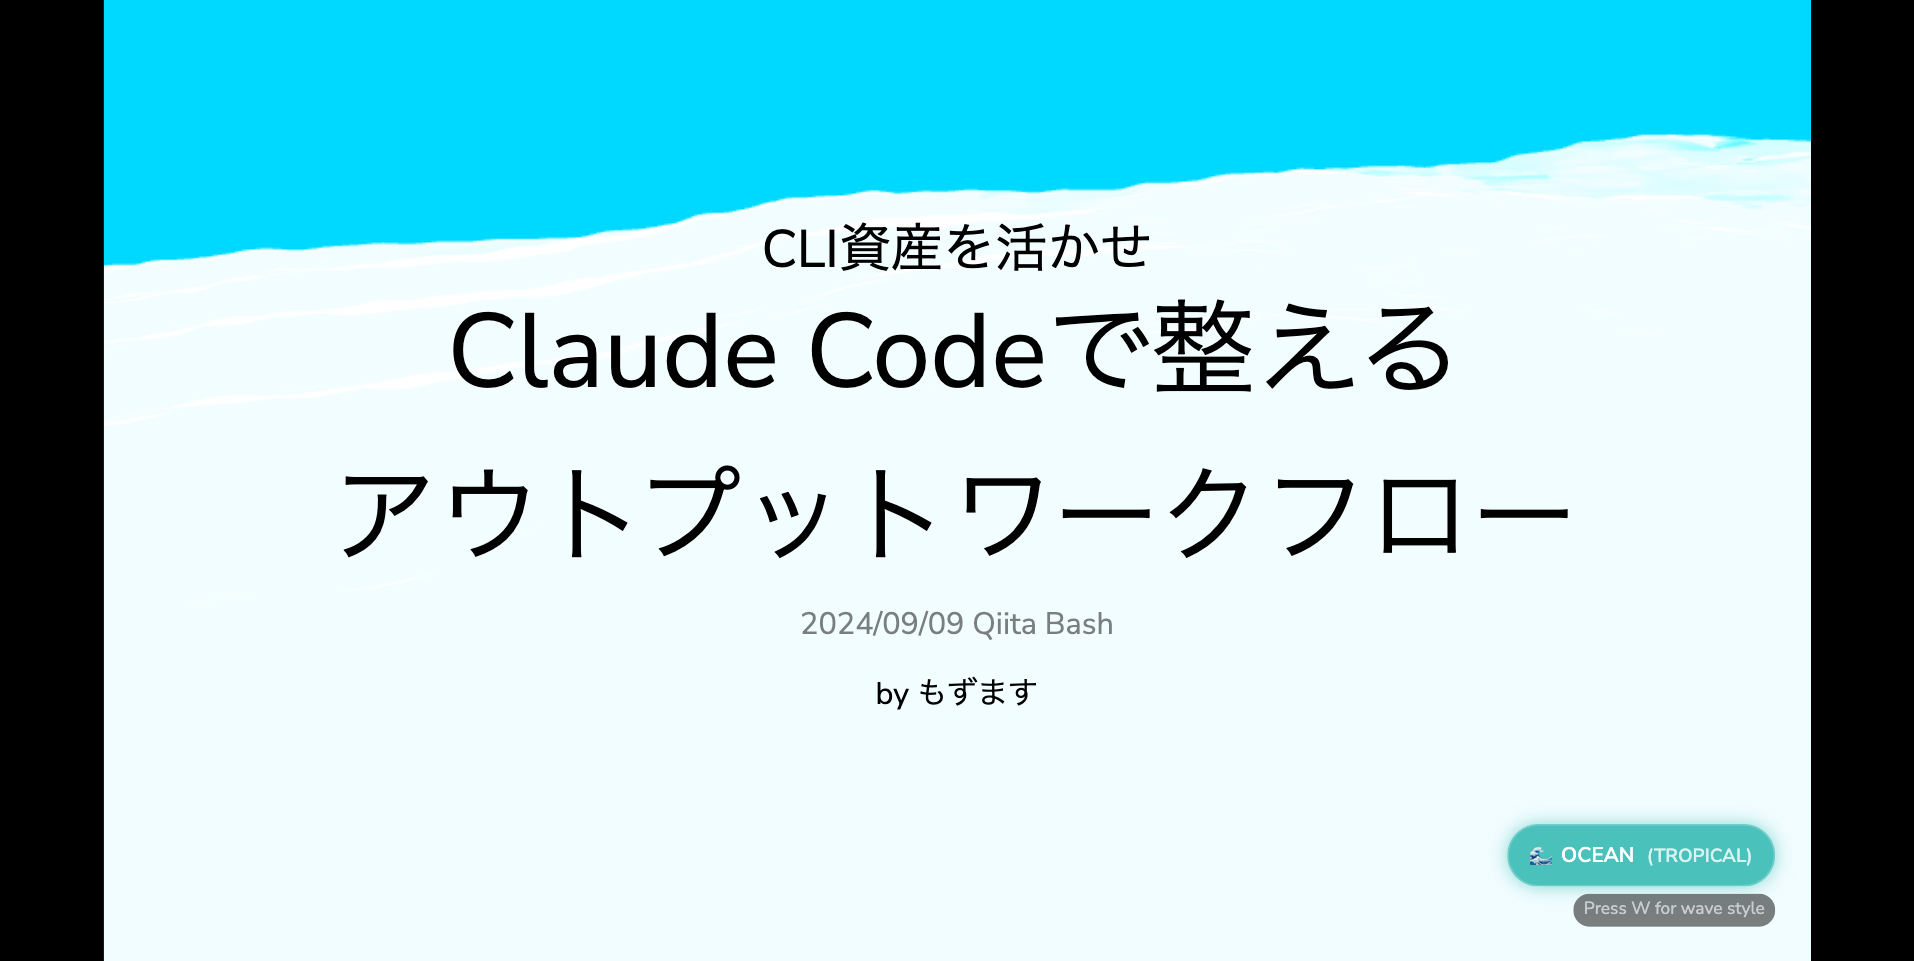 CLI資産を活かせ
Claude Codeで整える
アウトプットワークフロー
2024/09/09 Qiita Bash
by もずます
🌊 OCEAN (TROPICAL)
Press W for wave style